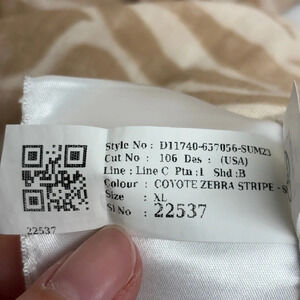 Style No : D11740-657056-SUM23
Cut No : 106 Des : (USA)
Line : Line C Ptn :1 Shd :B
Colour : COYOTE ZEBRA STRIPE - S
Size : XL
Sl No : 22537
22537